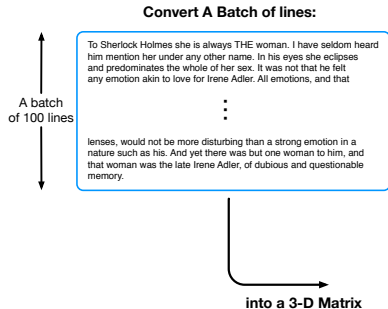 Convert A Batch of lines:
To Sherlock Holmes she is always THE woman. I have seldom heard
him mention her under any other name. In his eyes she eclipses
and predominates the whole of her sex. It was not that he felt
any emotion akin to love for Irene Adler. All emotions, and that
A batch
of 100 lines
lenses, would not be more disturbing than a strong emotion in a
nature such as his. And yet there was but one woman to him, and
that woman was the late Irene Adler, of dubious and questionable
memory.
into a 3-D Matrix